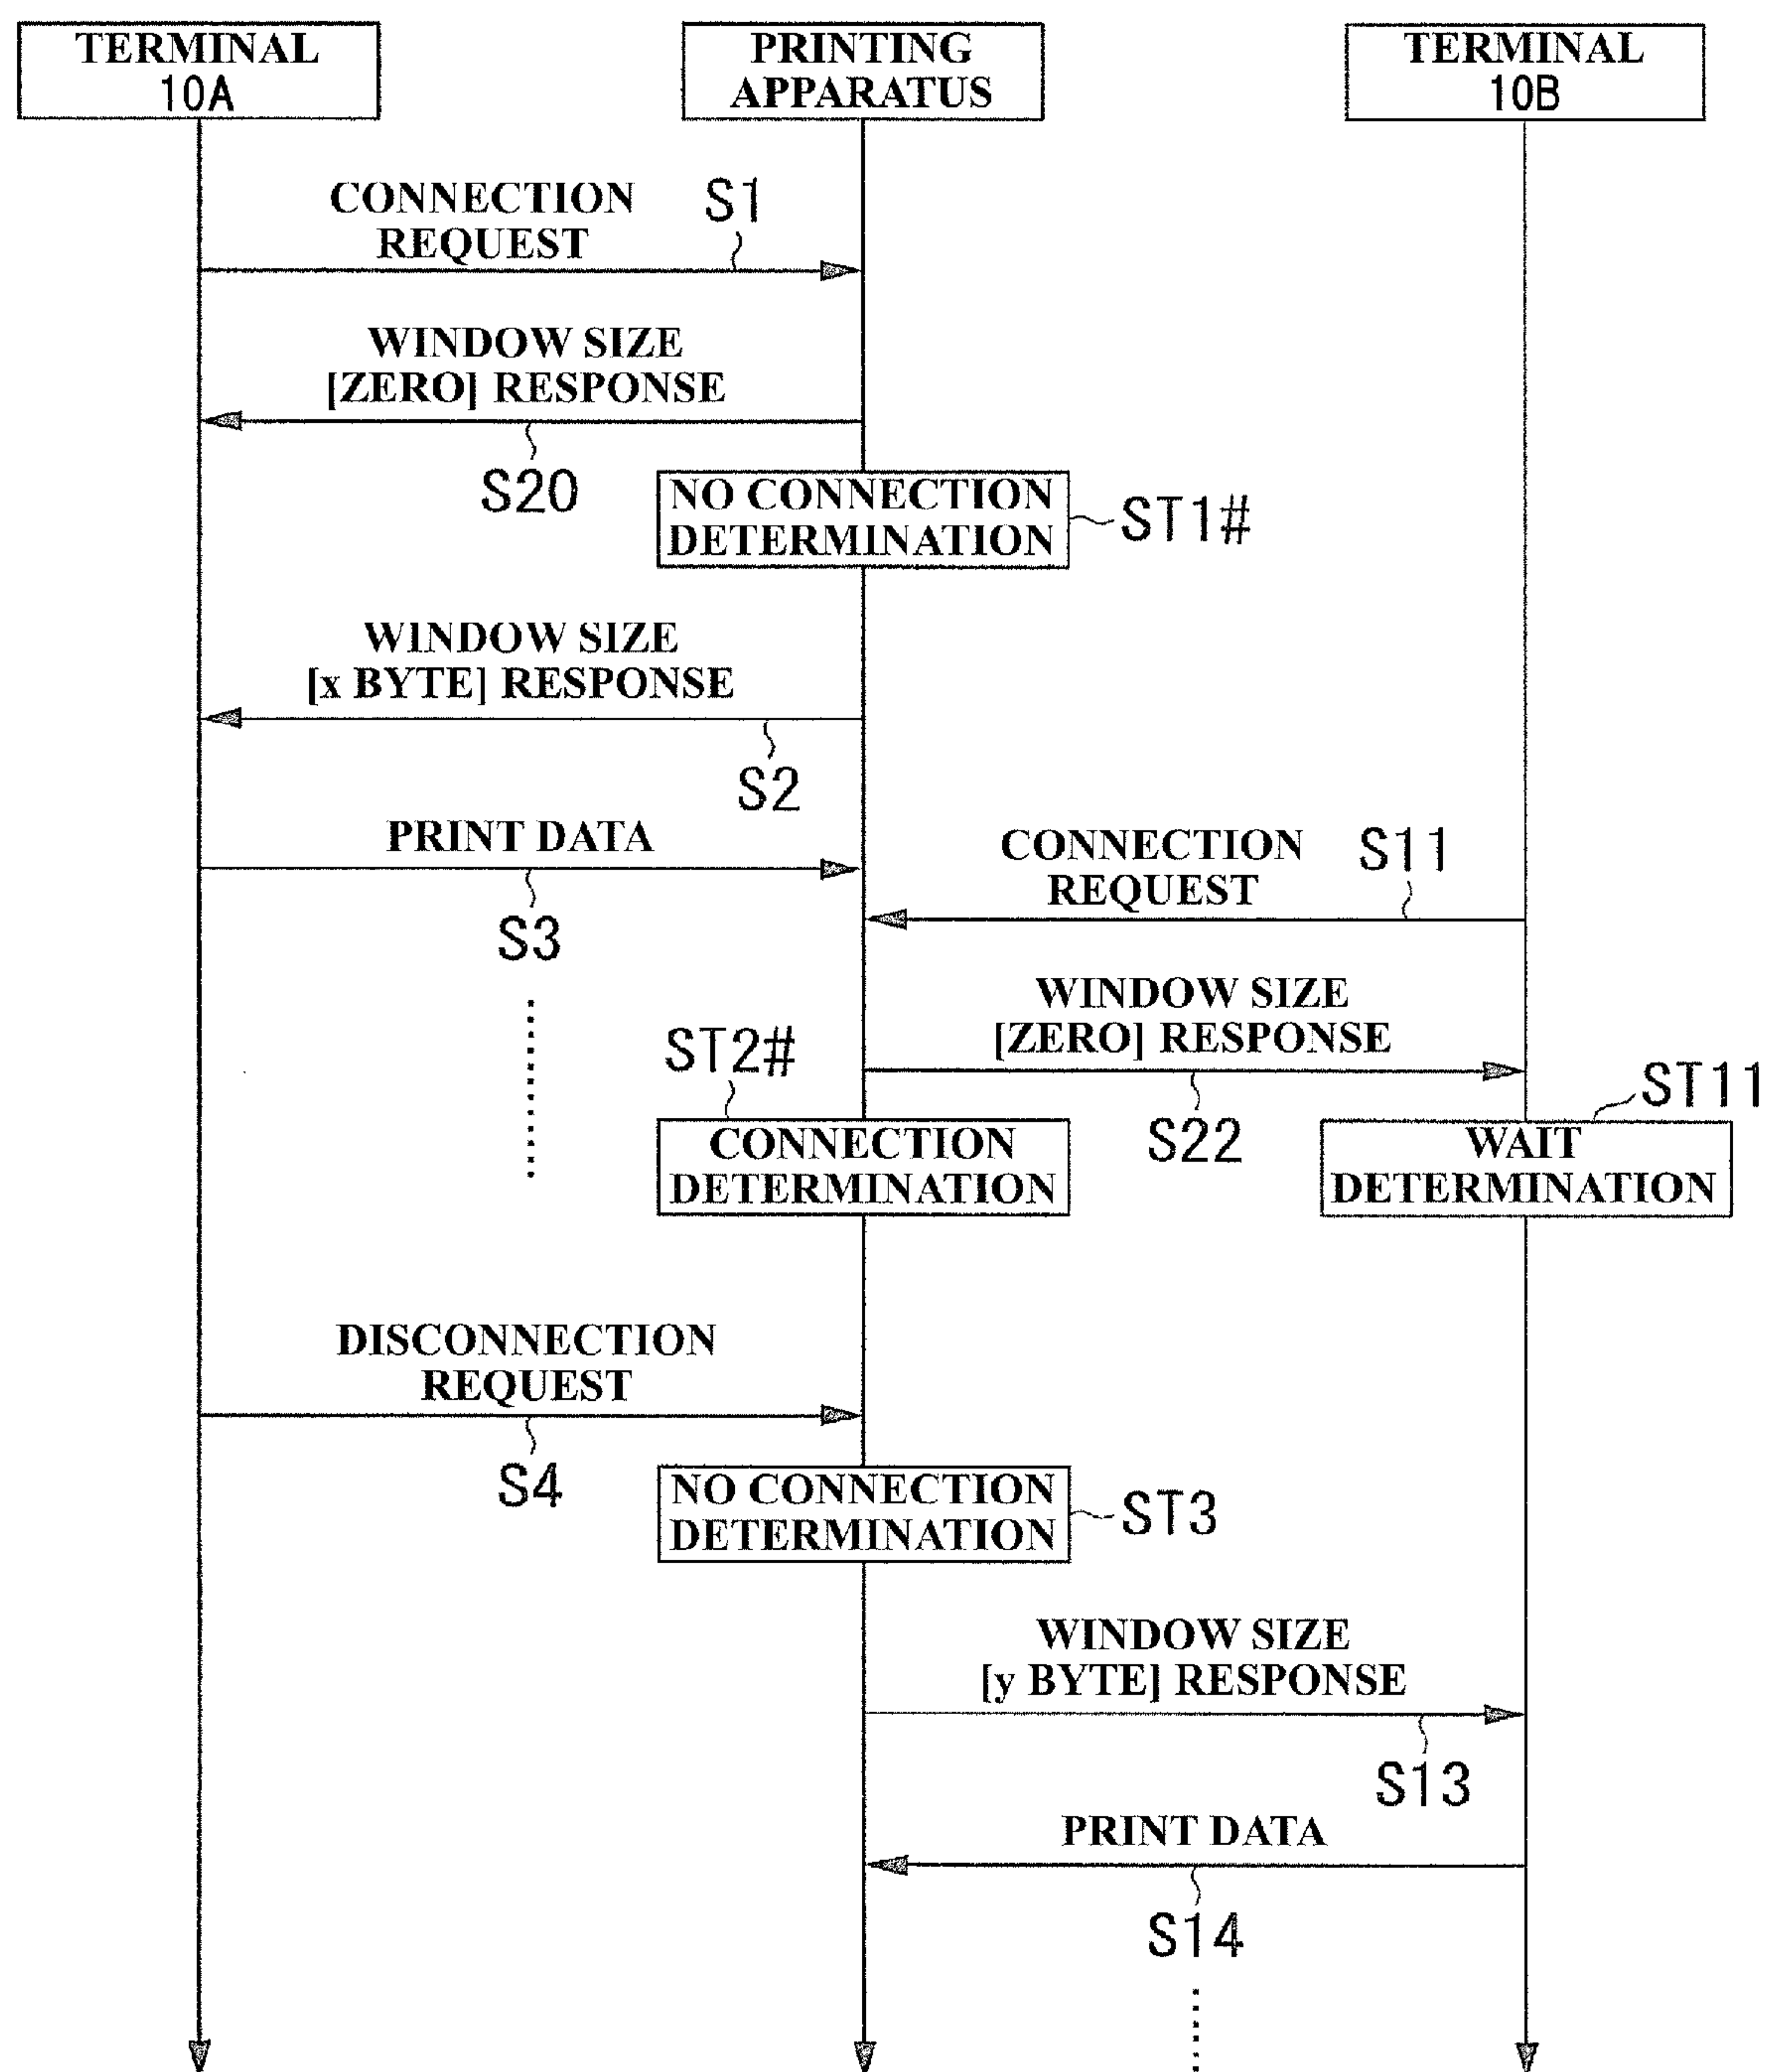 TERMINAL
10A
PRINTING
APPARATUS
TERMINAL
10B
CONNECTION
REQUEST
S1
WINDOW SIZE
[ZERO] RESPONSE
S20
NO CONNECTION
DETERMINATION
ST1#
WINDOW SIZE
[x BYTE] RESPONSE
S2
PRINT DATA
S3
CONNECTION
REQUEST
S11
WINDOW SIZE
[ZERO] RESPONSE
S22
ST2#
CONNECTION
DETERMINATION
ST11
WAIT
DETERMINATION
DISCONNECTION
REQUEST
S4
NO CONNECTION
DETERMINATION
ST3
WINDOW SIZE
[y BYTE] RESPONSE
S13
PRINT DATA
S14